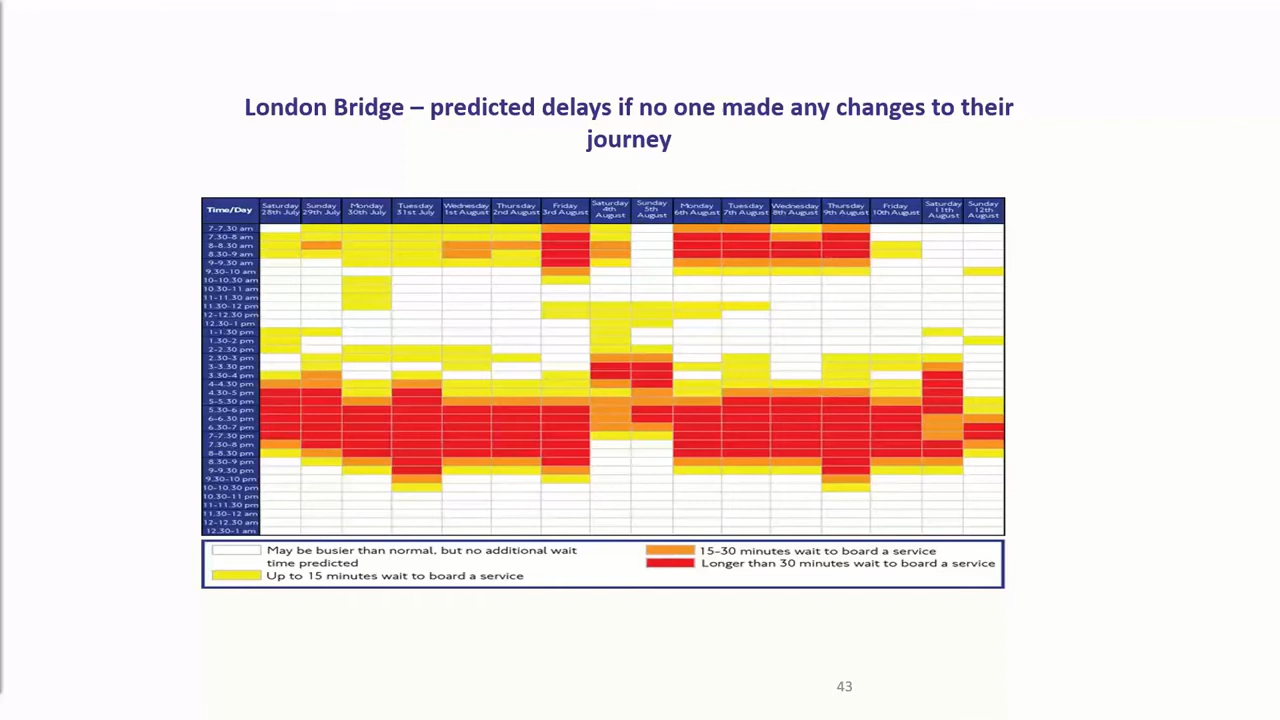 London Bridge – predicted delays if no one made any changes to their
journey
Time/Day
Saturday 28th July
Sunday 29th July
Monday 30th July
Tuesday 31st July
Wednesday 1st August
Thursday 2nd August
Friday 3rd August
Saturday 4th August
Sunday 5th August
Monday 6th August
Tuesday 7th August
Wednesday 8th August
Thursday 9th August
Friday 10th August
Saturday 11th August
Sunday 12th August
7-7.30 am
7.30-8 am
8-8.30 am
8.30-9 am
9-9.30 am
9.30-10 am
10-10.30 am
10.30-11 am
11-11.30 am
11.30-12 pm
12-12.30 pm
12.30-1 pm
1-1.30 pm
1.30-2 pm
2-2.30 pm
2.30-3 pm
3-3.30 pm
3.30-4 pm
4-4.30 pm
4.30-5 pm
5-5.30 pm
5.30-6 pm
6-6.30 pm
6.30-7 pm
7-7.30 pm
7.30-8 pm
8-8.30 pm
8.30-9 pm
9-9.30 pm
9.30-10 pm
10-10.30 pm
10.30-11 pm
11-11.30 pm
11.30-12 am
12-12.30 am
12.30-1 am
May be busier than normal, but no additional wait
time predicted
Up to 15 minutes wait to board a service
15-30 minutes wait to board a service
Longer than 30 minutes wait to board a service
43